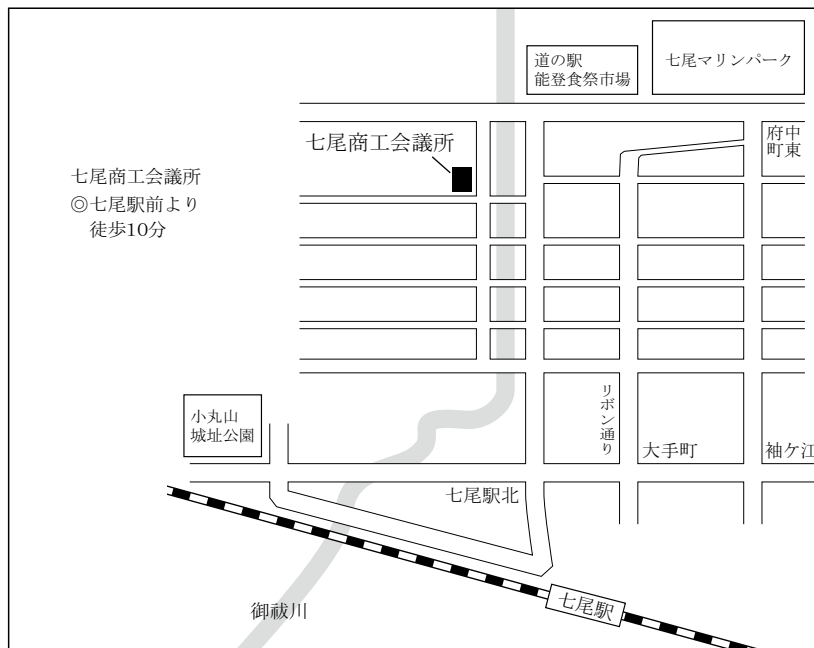 道の駅
能登食祭市場
七尾マリンパーク
府中
町東
七尾商工会議所
七尾商工会議所
◎七尾駅前より
徒歩10分
リボン通り
小丸山
城址公園
大手町
袖ケ江
七尾駅北
七尾駅
御祓川